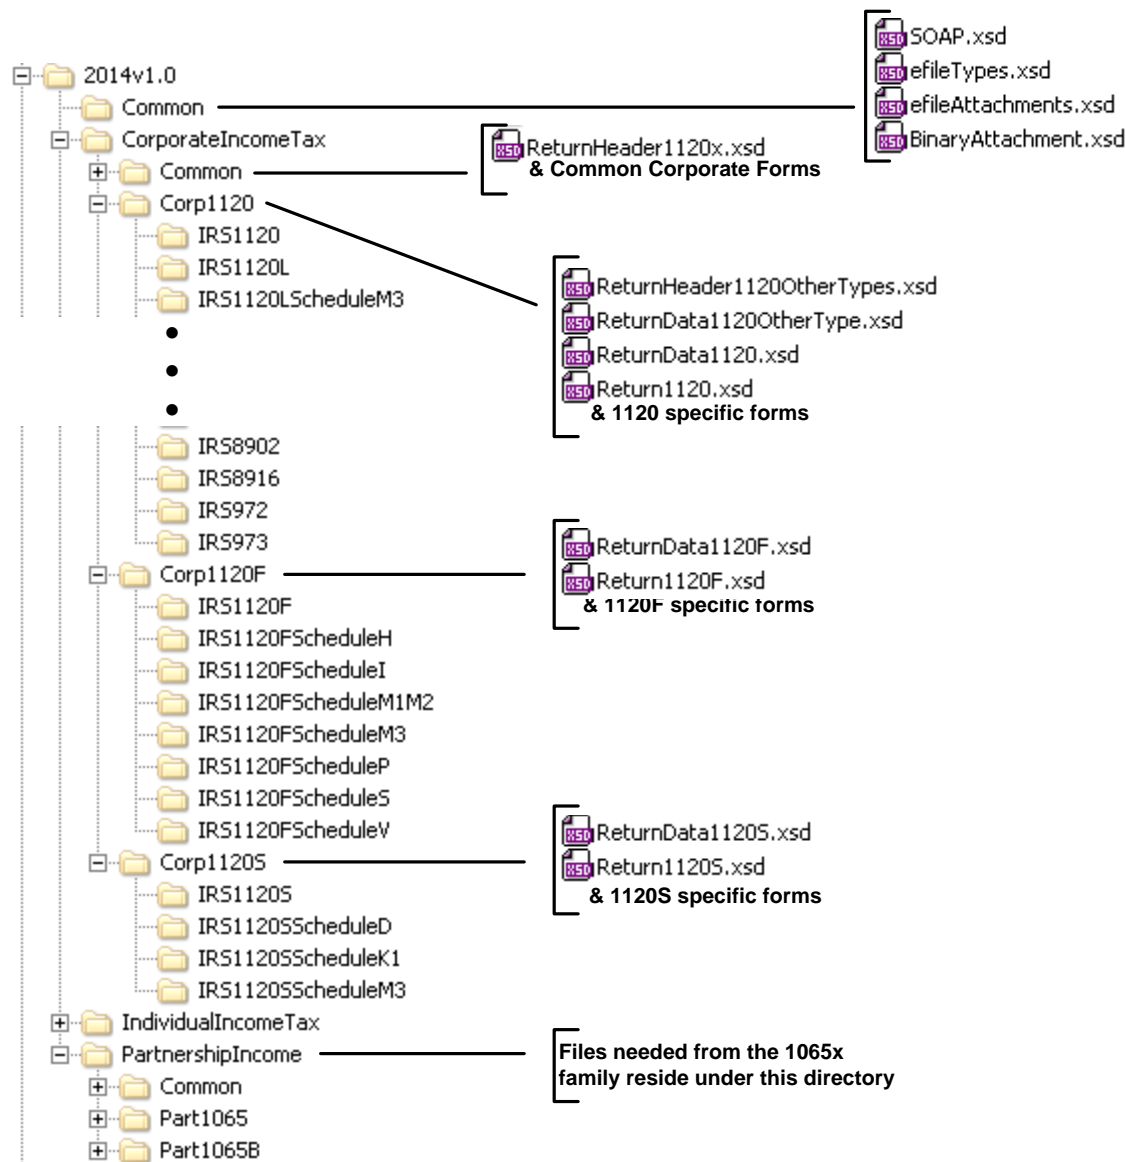 SOAP.xsd
efileTypes.xsd
efileAttachments.xsd
BinaryAttachment.xsd
2014v1.0
Common
CorporateIncomeTax
ReturnHeader1120x.xsd
& Common Corporate Forms
Common
Corp1120
IRS1120
IRS1120L
IRS1120LScheduleM3
ReturnHeader1120OtherTypes.xsd
ReturnData1120OtherType.xsd
ReturnData1120.xsd
Return1120.xsd
& 1120 specific forms
IRS8902
IRS8916
IRS972
IRS973
ReturnData1120F.xsd
Return1120F.xsd
& 1120F specific forms
Corp1120F
IRS1120F
IRS1120FScheduleH
IRS1120FScheduleI
IRS1120FScheduleM1M2
IRS1120FScheduleM3
IRS1120FScheduleP
IRS1120FScheduleS
IRS1120FScheduleV
ReturnData1120S.xsd
Return1120S.xsd
& 1120S specific forms
Corp1120S
IRS1120S
IRS1120SScheduleD
IRS1120SScheduleK1
IRS1120SScheduleM3
IndividualIncomeTax
PartnershipIncome
Files needed from the 1065x
family reside under this directory
Common
Part1065
Part1065B